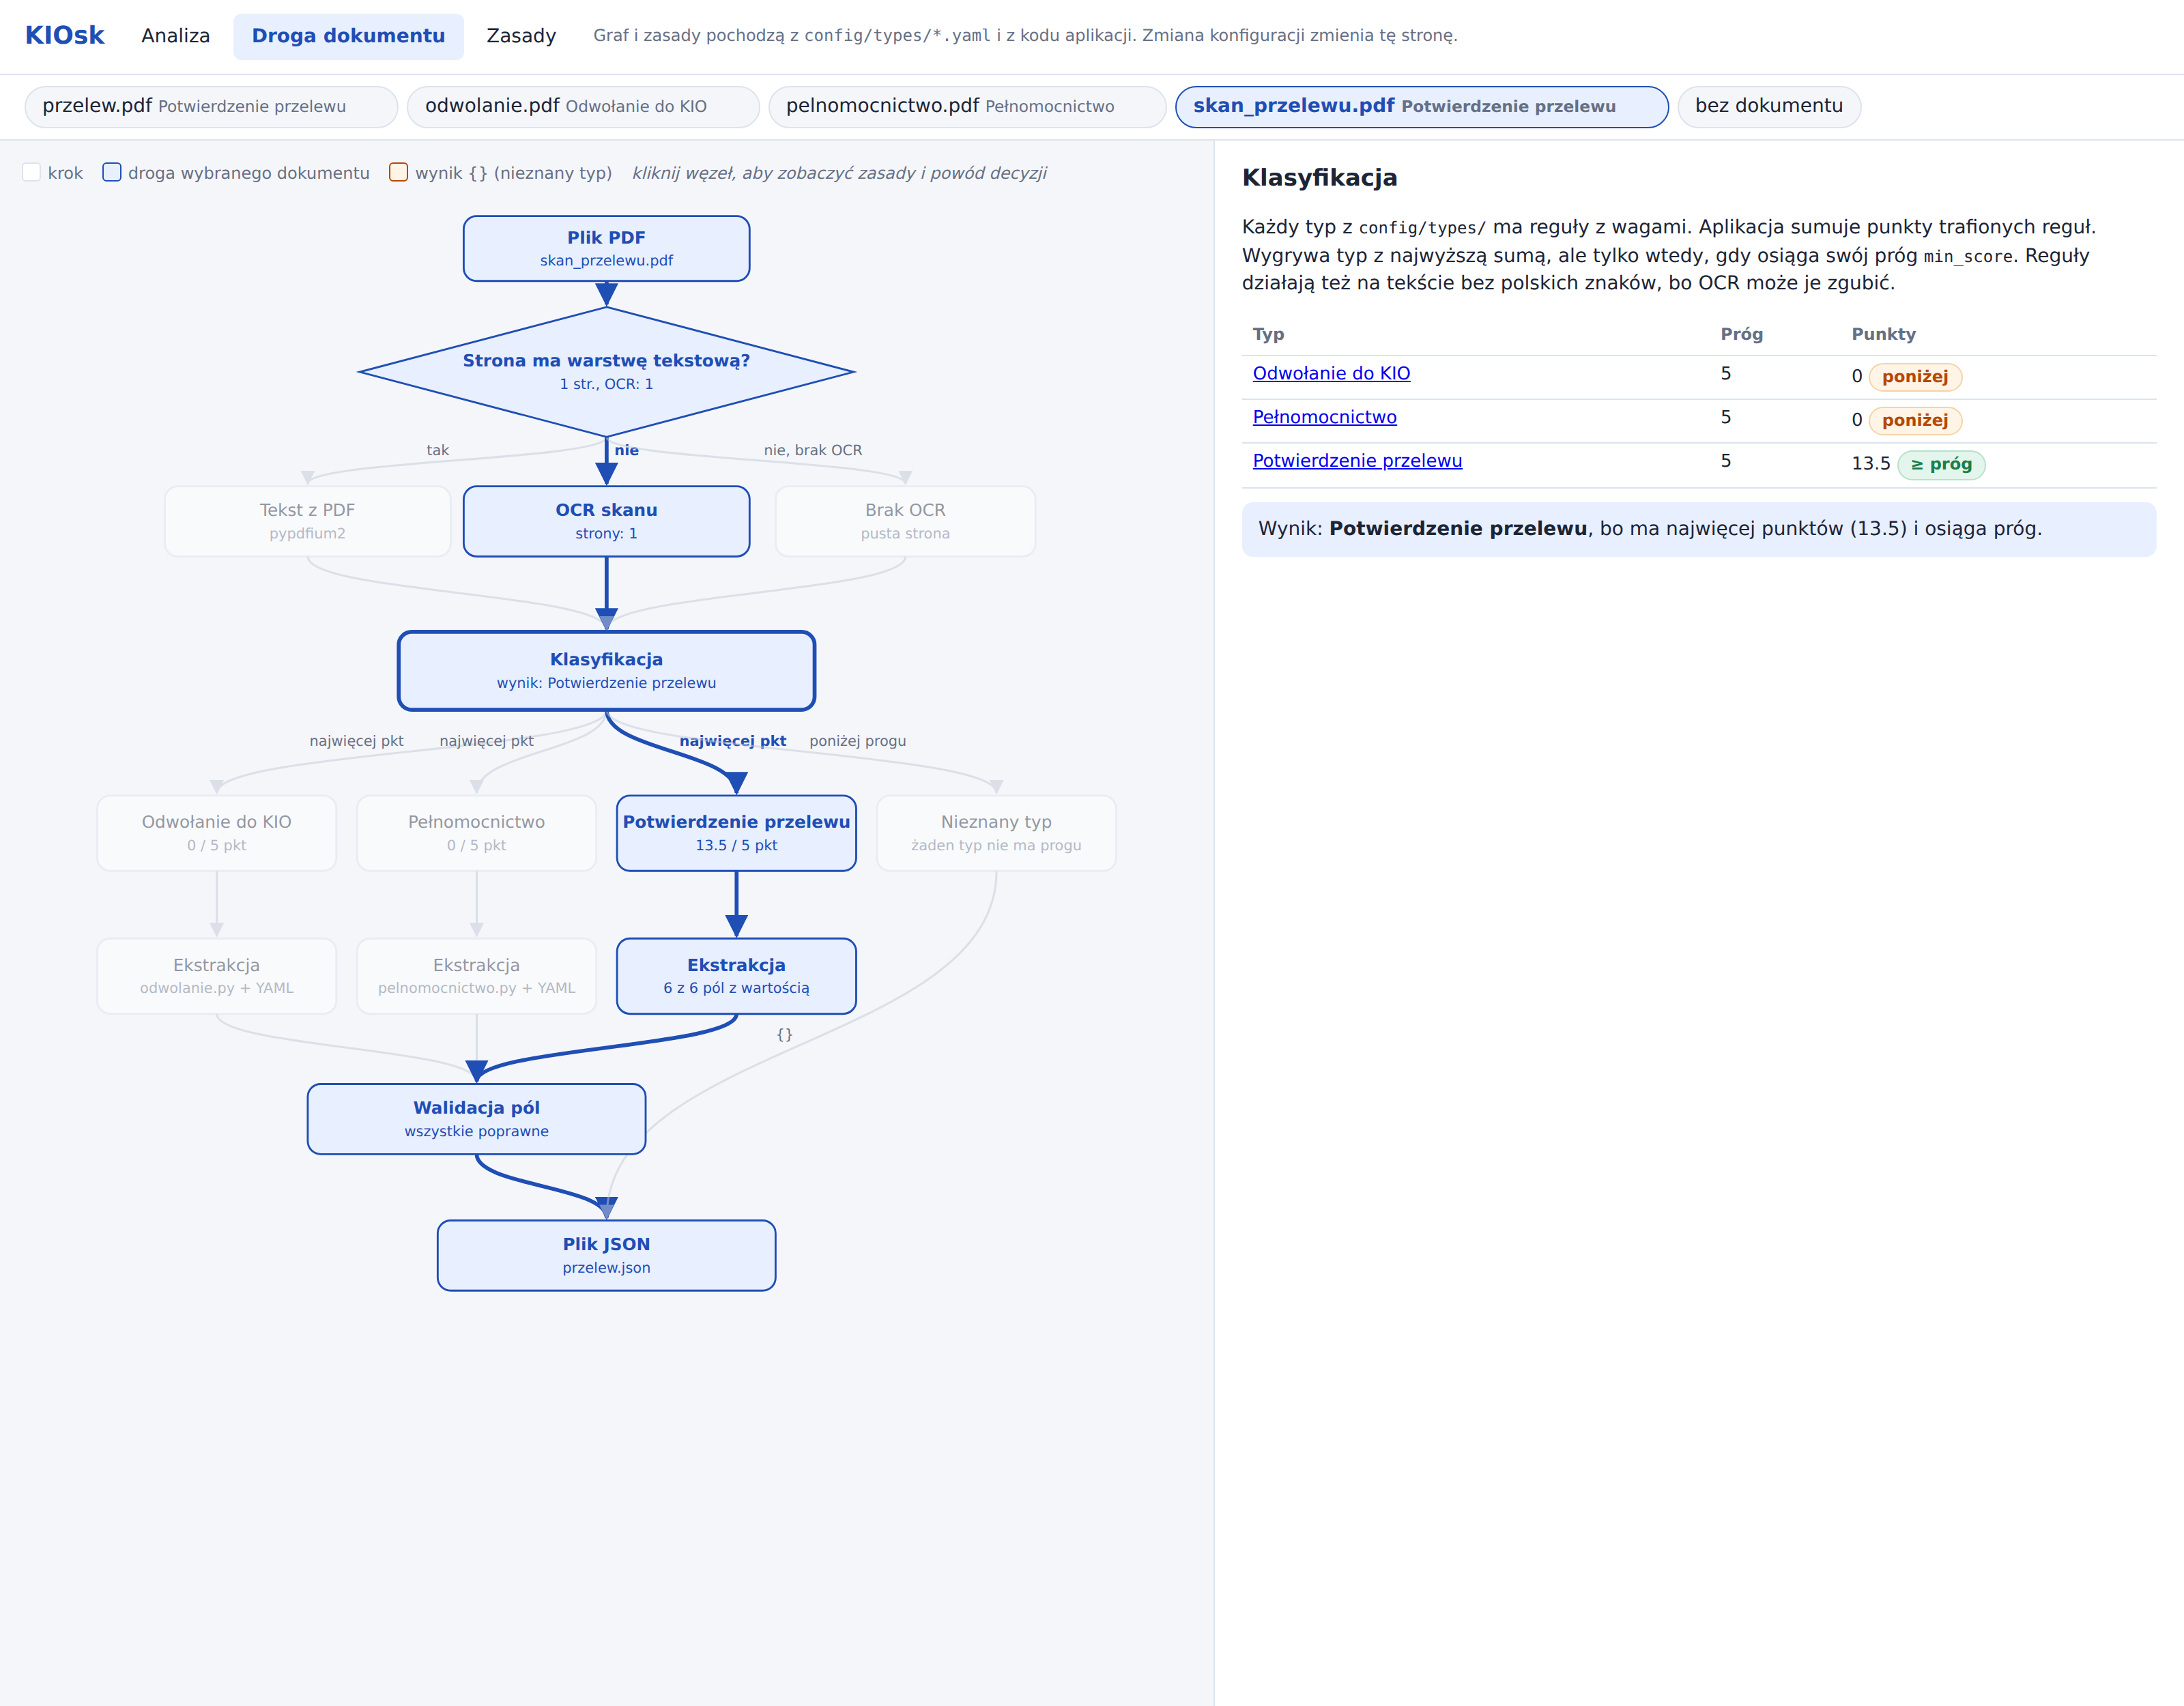 KIOsk Analiza Droga dokumentu Zasady Graf i zasady pochodzą z config/types/*.yaml i z kodu aplikacji. Zmiana konfiguracji zmienia tę stronę.
przelew.pdf Potwierdzenie przelewu odwolanie.pdf Odwołanie do KIO pelnomocnictwo.pdf Pełnomocnictwo skan_przelewu.pdf Potwierdzenie przelewu bez dokumentu
krok droga wybranego dokumentu wynik {} (nieznany typ) kliknij węzeł, aby zobaczyć zasady i powód decyzji
Plik PDF
skan_przelewu.pdf
Strona ma warstwę tekstową?
1 str., OCR: 1
tak nie nie, brak OCR
Tekst z PDF
pypdfium2
OCR skanu
strony: 1
Brak OCR
pusta strona
Klasyfikacja
wynik: Potwierdzenie przelewu
najwięcej pkt najwięcej pkt najwięcej pkt poniżej progu
Odwołanie do KIO
0 / 5 pkt
Pełnomocnictwo
0 / 5 pkt
Potwierdzenie przelewu
13.5 / 5 pkt
Nieznany typ
żaden typ nie ma progu
Ekstrakcja
odwolanie.py + YAML
Ekstrakcja
pelnomocnictwo.py + YAML
Ekstrakcja
6 z 6 pól z wartością
{}
Walidacja pól
wszystkie poprawne
Plik JSON
przelew.json
Klasyfikacja
Każdy typ z config/types/ ma reguły z wagami. Aplikacja sumuje punkty trafionych reguł.
Wygrywa typ z najwyższą sumą, ale tylko wtedy, gdy osiąga swój próg min_score. Reguły
działają też na tekście bez polskich znaków, bo OCR może je zgubić.
Typ Próg Punkty
Odwołanie do KIO 5 0 poniżej
Pełnomocnictwo 5 0 poniżej
Potwierdzenie przelewu 5 13.5 ≥ próg
Wynik: Potwierdzenie przelewu, bo ma najwięcej punktów (13.5) i osiąga próg.